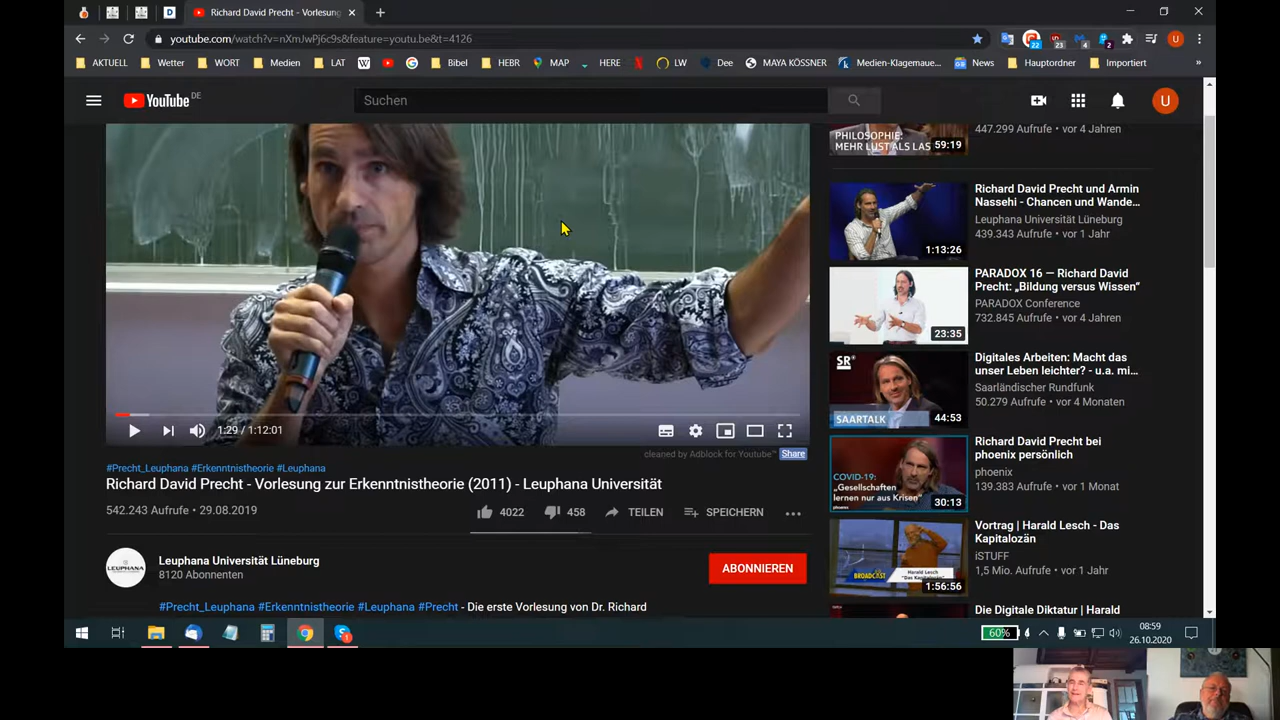 Richard David Precht - Vorlesung
youtube.com/watch?v=nXmJwPj6c9s&feature=youtu.be&t=4126
22
23
4
2
U
AKTUELL
Wetter
WORT
Medien
LAT
W
Bibel
HEBR
MAP
HERE
LW
Dee
MAYA KÖSSNER
Medien-Klagemaue...
News
Hauptordner
Importiert
»
YouTube DE
Suchen
U
PHILOSOPHIE:
MEHR LUST ALS LAS
59:19
447.299 Aufrufe • vor 4 Jahren
1:13:26
Richard David Precht und Armin
Nassehi - Chancen und Wande...
Leuphana Universität Lüneburg
439.343 Aufrufe • vor 1 Jahr
23:35
PARADOX 16 — Richard David
Precht: „Bildung versus Wissen“
PARADOX Conference
732.845 Aufrufe • vor 4 Jahren
SR
SAARTALK
44:53
Digitales Arbeiten: Macht das
unser Leben leichter? - u.a. mi...
Saarländischer Rundfunk
50.279 Aufrufe • vor 4 Monaten
COVID-19:
„Gesellschaften
lernen nur aus Krisen“
30:13
Richard David Precht bei
phoenix persönlich
phoenix
139.383 Aufrufe • vor 1 Monat
BROADCAST
Harald Lesch
"Das Kapitalozän"
1:56:56
Vortrag | Harald Lesch - Das
Kapitalozän
iSTUFF
1,5 Mio. Aufrufe • vor 1 Jahr
Die Digitale Diktatur | Harald
1:29 / 1:12:01
cleaned by Adblock for Youtube™ Share
#Precht_Leuphana #Erkenntnistheorie #Leuphana
Richard David Precht - Vorlesung zur Erkenntnistheorie (2011) - Leuphana Universität
542.243 Aufrufe • 29.08.2019
4022
458
TEILEN
SPEICHERN
LEUPHANA
Leuphana Universität Lüneburg
8120 Abonnenten
ABONNIEREN
#Precht_Leuphana #Erkenntnistheorie #Leuphana #Precht - Die erste Vorlesung von Dr. Richard
60%
08:59
26.10.2020